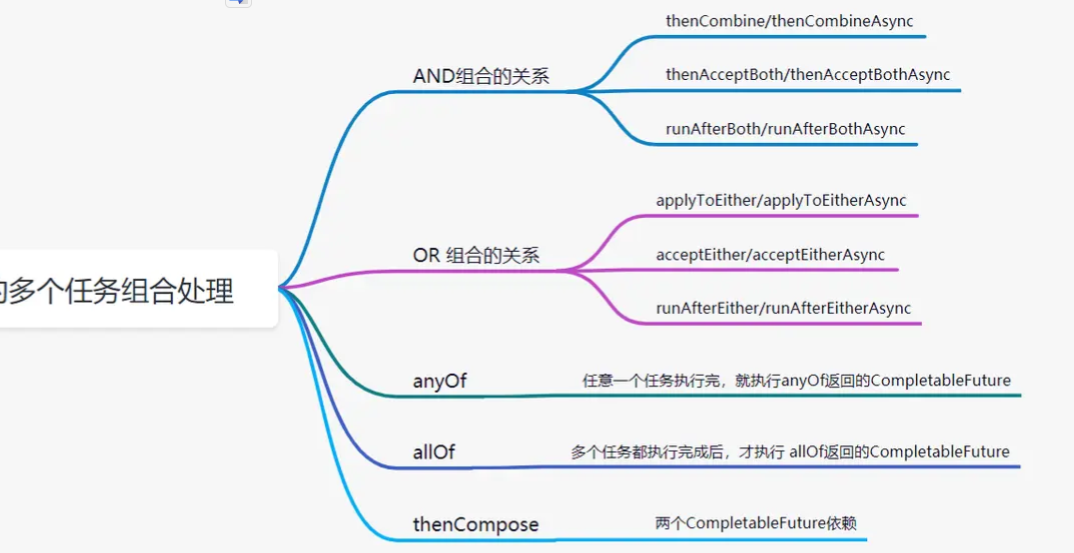 的多个任务组合处理
AND组合的关系
thenCombine/thenCombineAsync
thenAcceptBoth/thenAcceptBothAsync
runAfterBoth/runAfterBothAsync
OR 组合的关系
applyToEither/applyToEitherAsync
acceptEither/acceptEitherAsync
runAfterEither/runAfterEitherAsync
anyOf
任意一个任务执行完，就执行anyOf返回的CompletableFuture
allOf
多个任务都执行完成后，才执行 allOf返回的CompletableFuture
thenCompose
两个CompletableFuture依赖